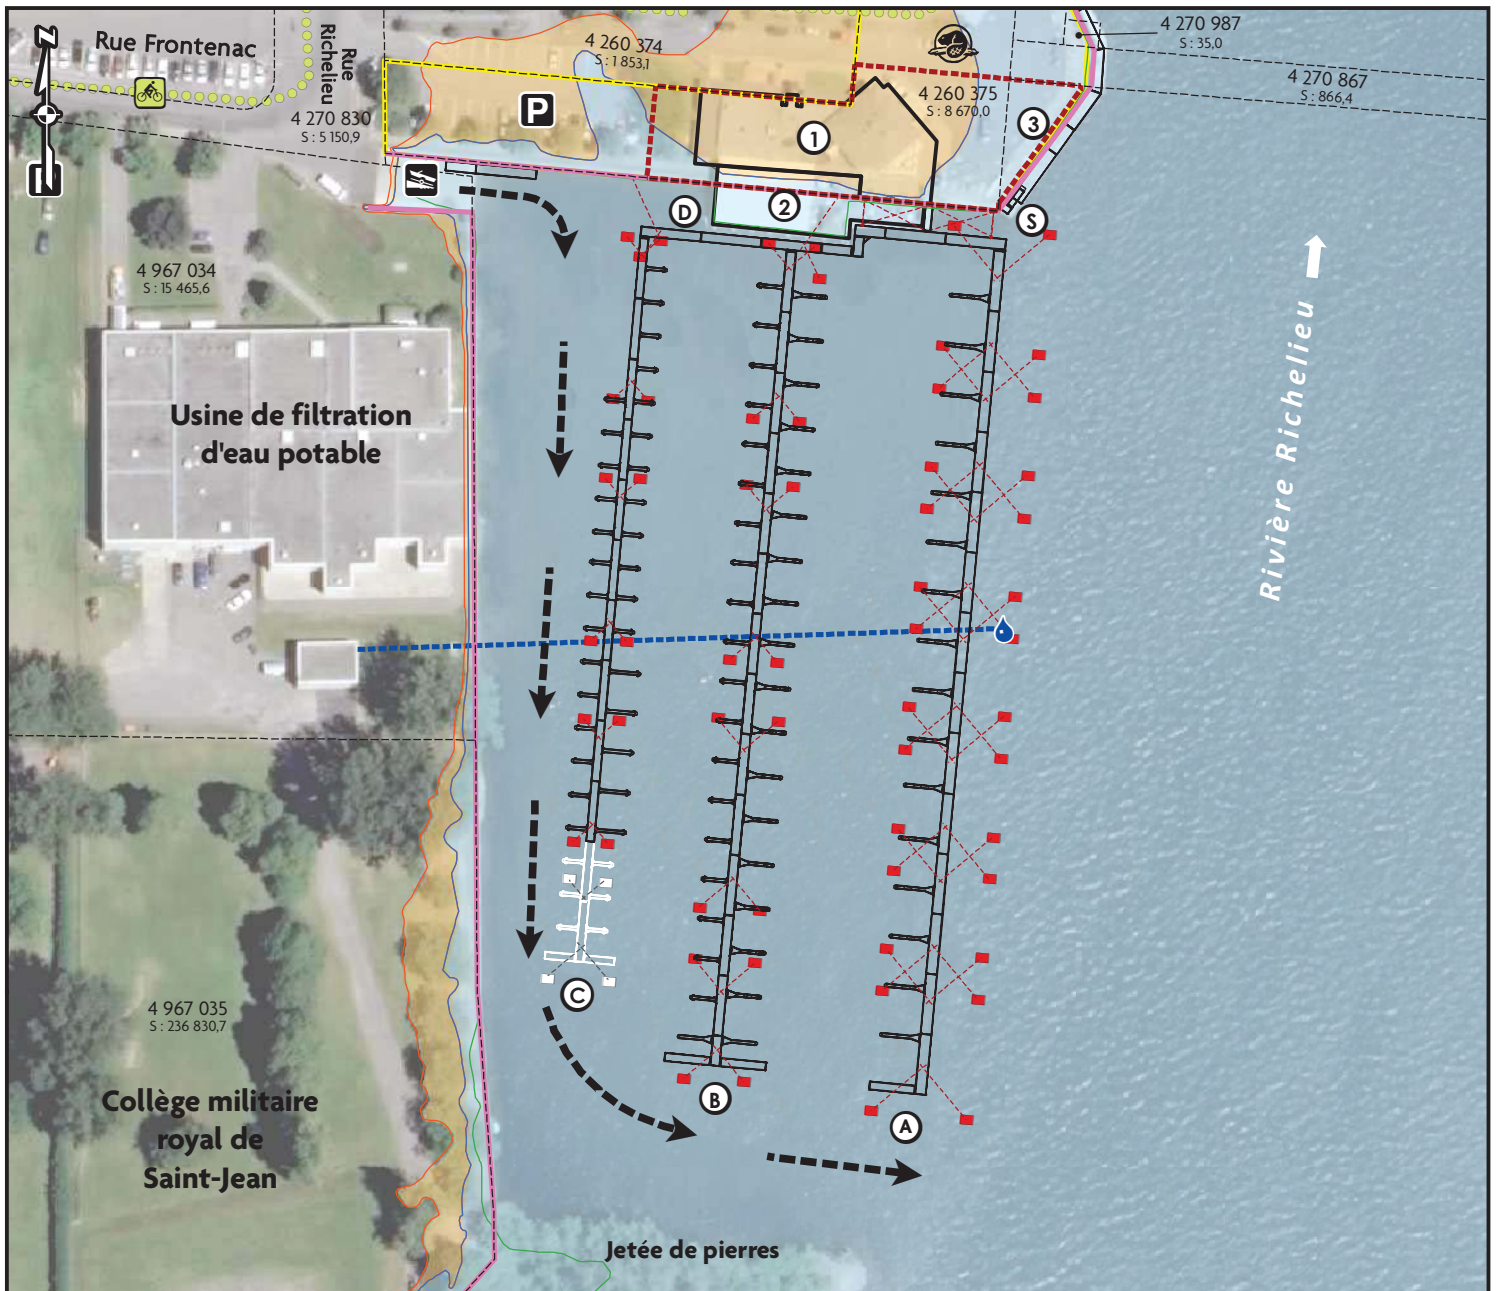 N
Rue Frontenac
Rue
Richelieu
4 270 830
S : 5 150,9
4 260 374
S : 1 853,1
4 270 987
S : 35,0
4 270 867
S : 866,4
4 260 375
S : 8 670,0
P
1
2
3
D
S
4 967 034
S : 15 465,6
Usine de filtration
d'eau potable
Rivière Richelieu
4 967 035
S : 236 830,7
Collège militaire
royal de
Saint-Jean
C
B
A
Jetée de pierres